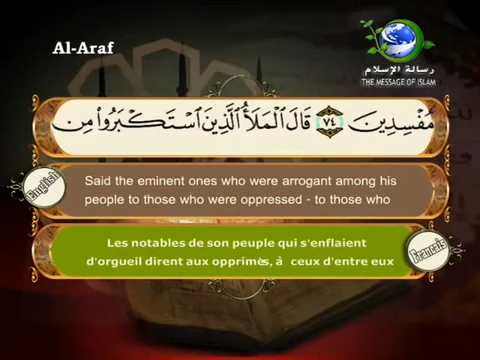 Al-Araf
رسالة الإسلام
THE MESSAGE OF ISLAM
مُفْسِدِينَ ٧٤ قَالَ ٱلْمَلَأُ ٱلَّذِينَ ٱسْتَكْبَرُوا۟ مِن
English
Said the eminent ones who were arrogant among his
people to those who were oppressed - to those who
Les notables de son peuple qui s'enflaient
d'orgueil dirent aux opprimés, à ceux d'entre eux
Francais